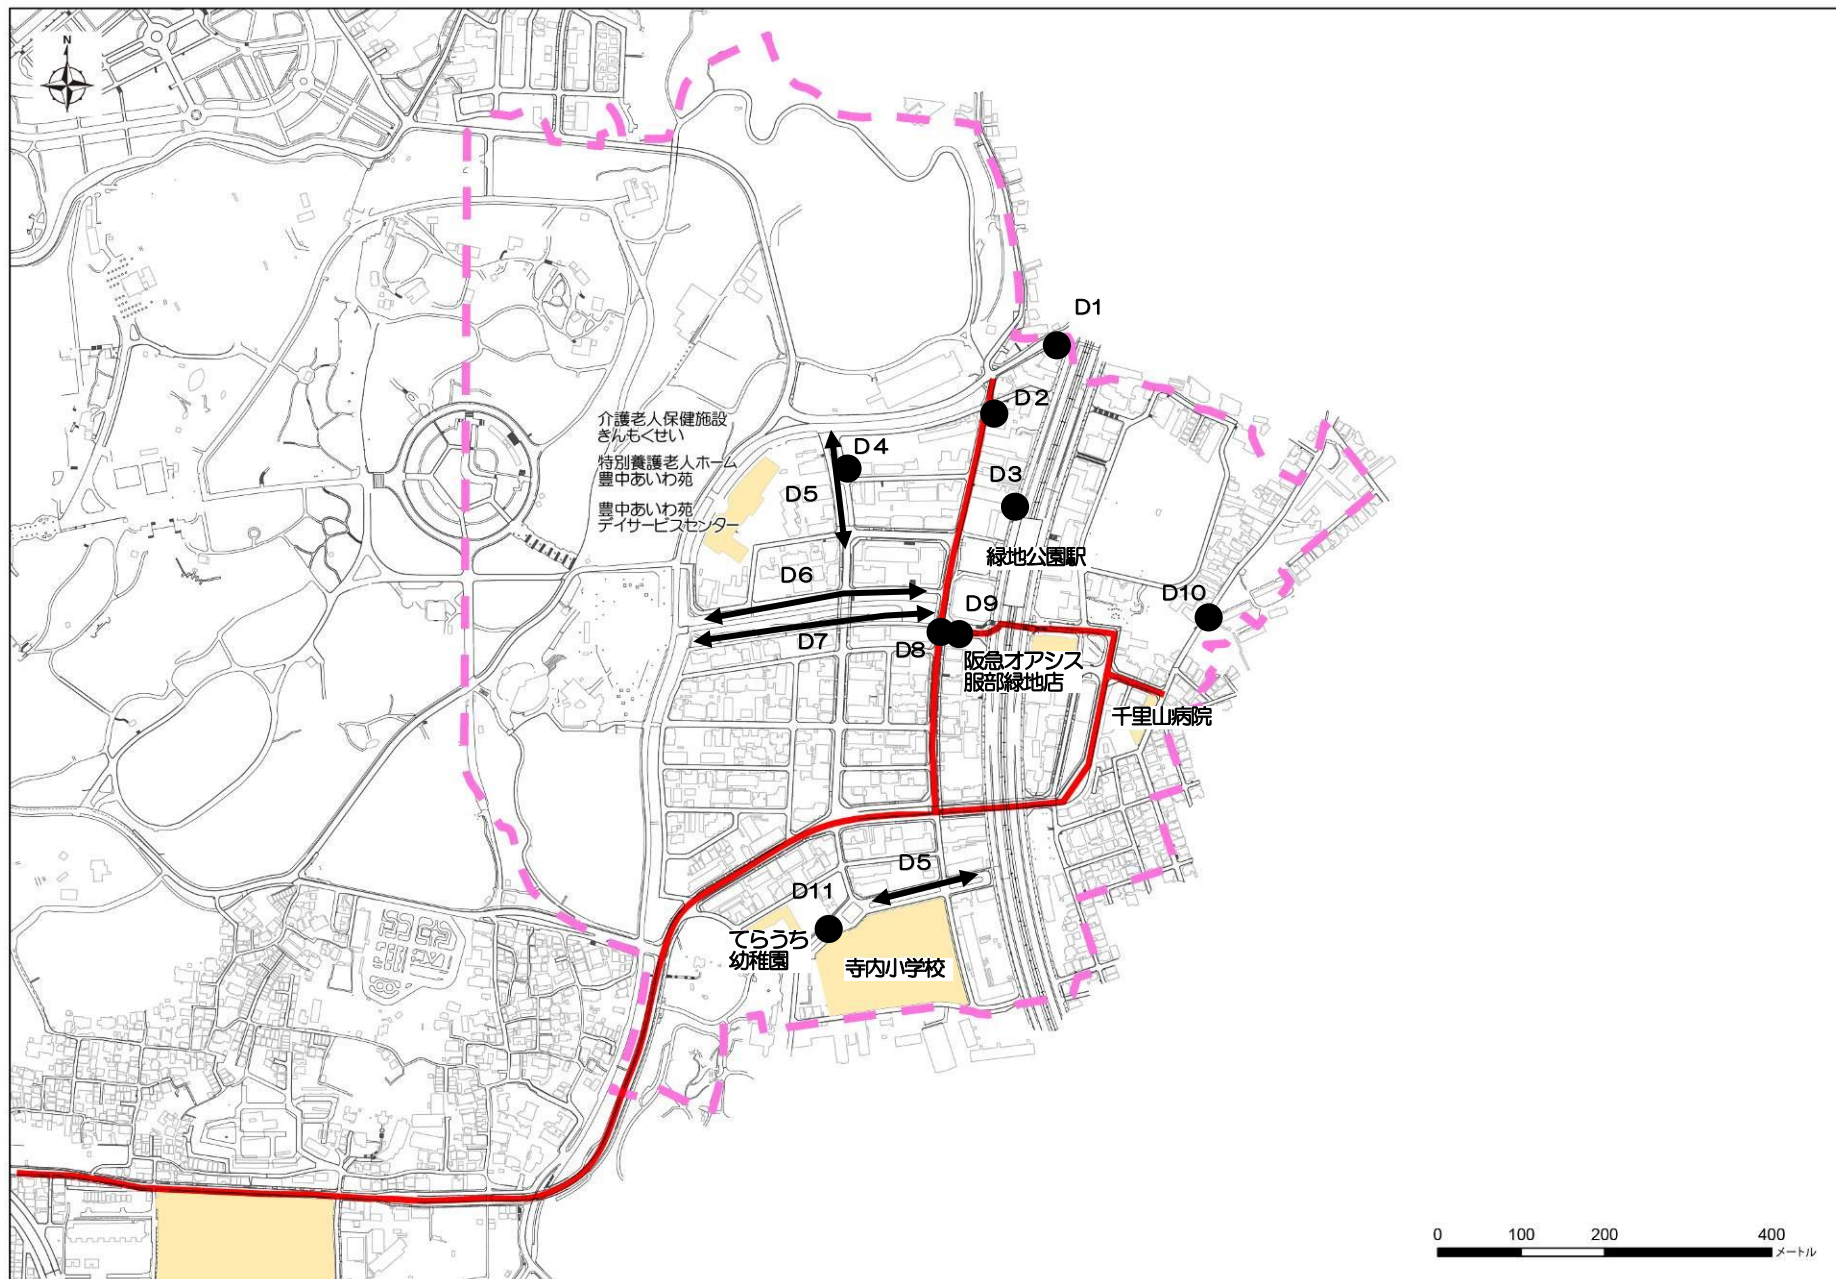 N
D1
D2
介護老人保健施設
きんもくせい
D4
特別養護老人ホーム
豊中あいわ苑
D3
D5
豊中あいわ苑
デイサービスセンター
緑地公園駅
D6
D10
D9
D7
D8
阪急オアシス
服部緑地店
千里山病院
D5
D11
てらうち
幼稚園
寺内小学校
0 100 200 400
メートル